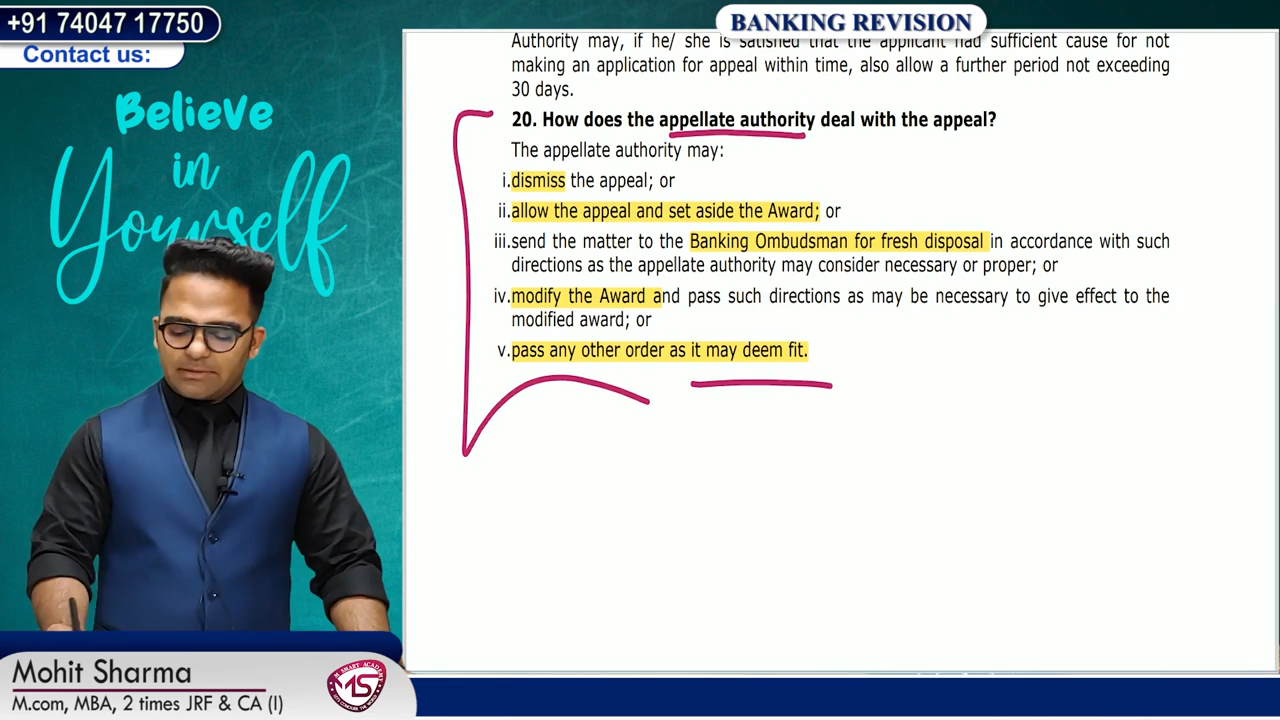 +91 74047 17750
Contact us:
BANKING REVISION
Believe
in
Yourself
Authority may, if he/ she is satisfied that the applicant had sufficient cause for not
making an application for appeal within time, also allow a further period not exceeding
30 days.
20. How does the appellate authority deal with the appeal?
The appellate authority may:
i.dismiss the appeal; or
ii.allow the appeal and set aside the Award; or
iii.send the matter to the Banking Ombudsman for fresh disposal in accordance with such
directions as the appellate authority may consider necessary or proper; or
iv.modify the Award and pass such directions as may be necessary to give effect to the
modified award; or
v.pass any other order as it may deem fit.
Mohit Sharma
M.com, MBA, 2 times JRF & CA (I)
SMART ACADEMY
MS